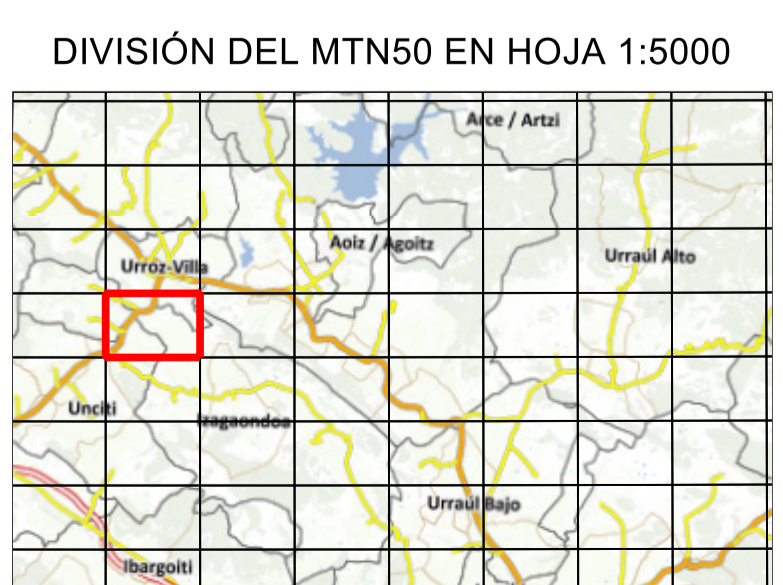 DIVISIÓN DEL MTN50 EN HOJA 1:5000
Arce / Artzi
Aoiz / Agoitz
Urraúl Alto
Urroz-Villa
Unciti
Izagaondoa
Urraúl Bajo
Ibargoiti